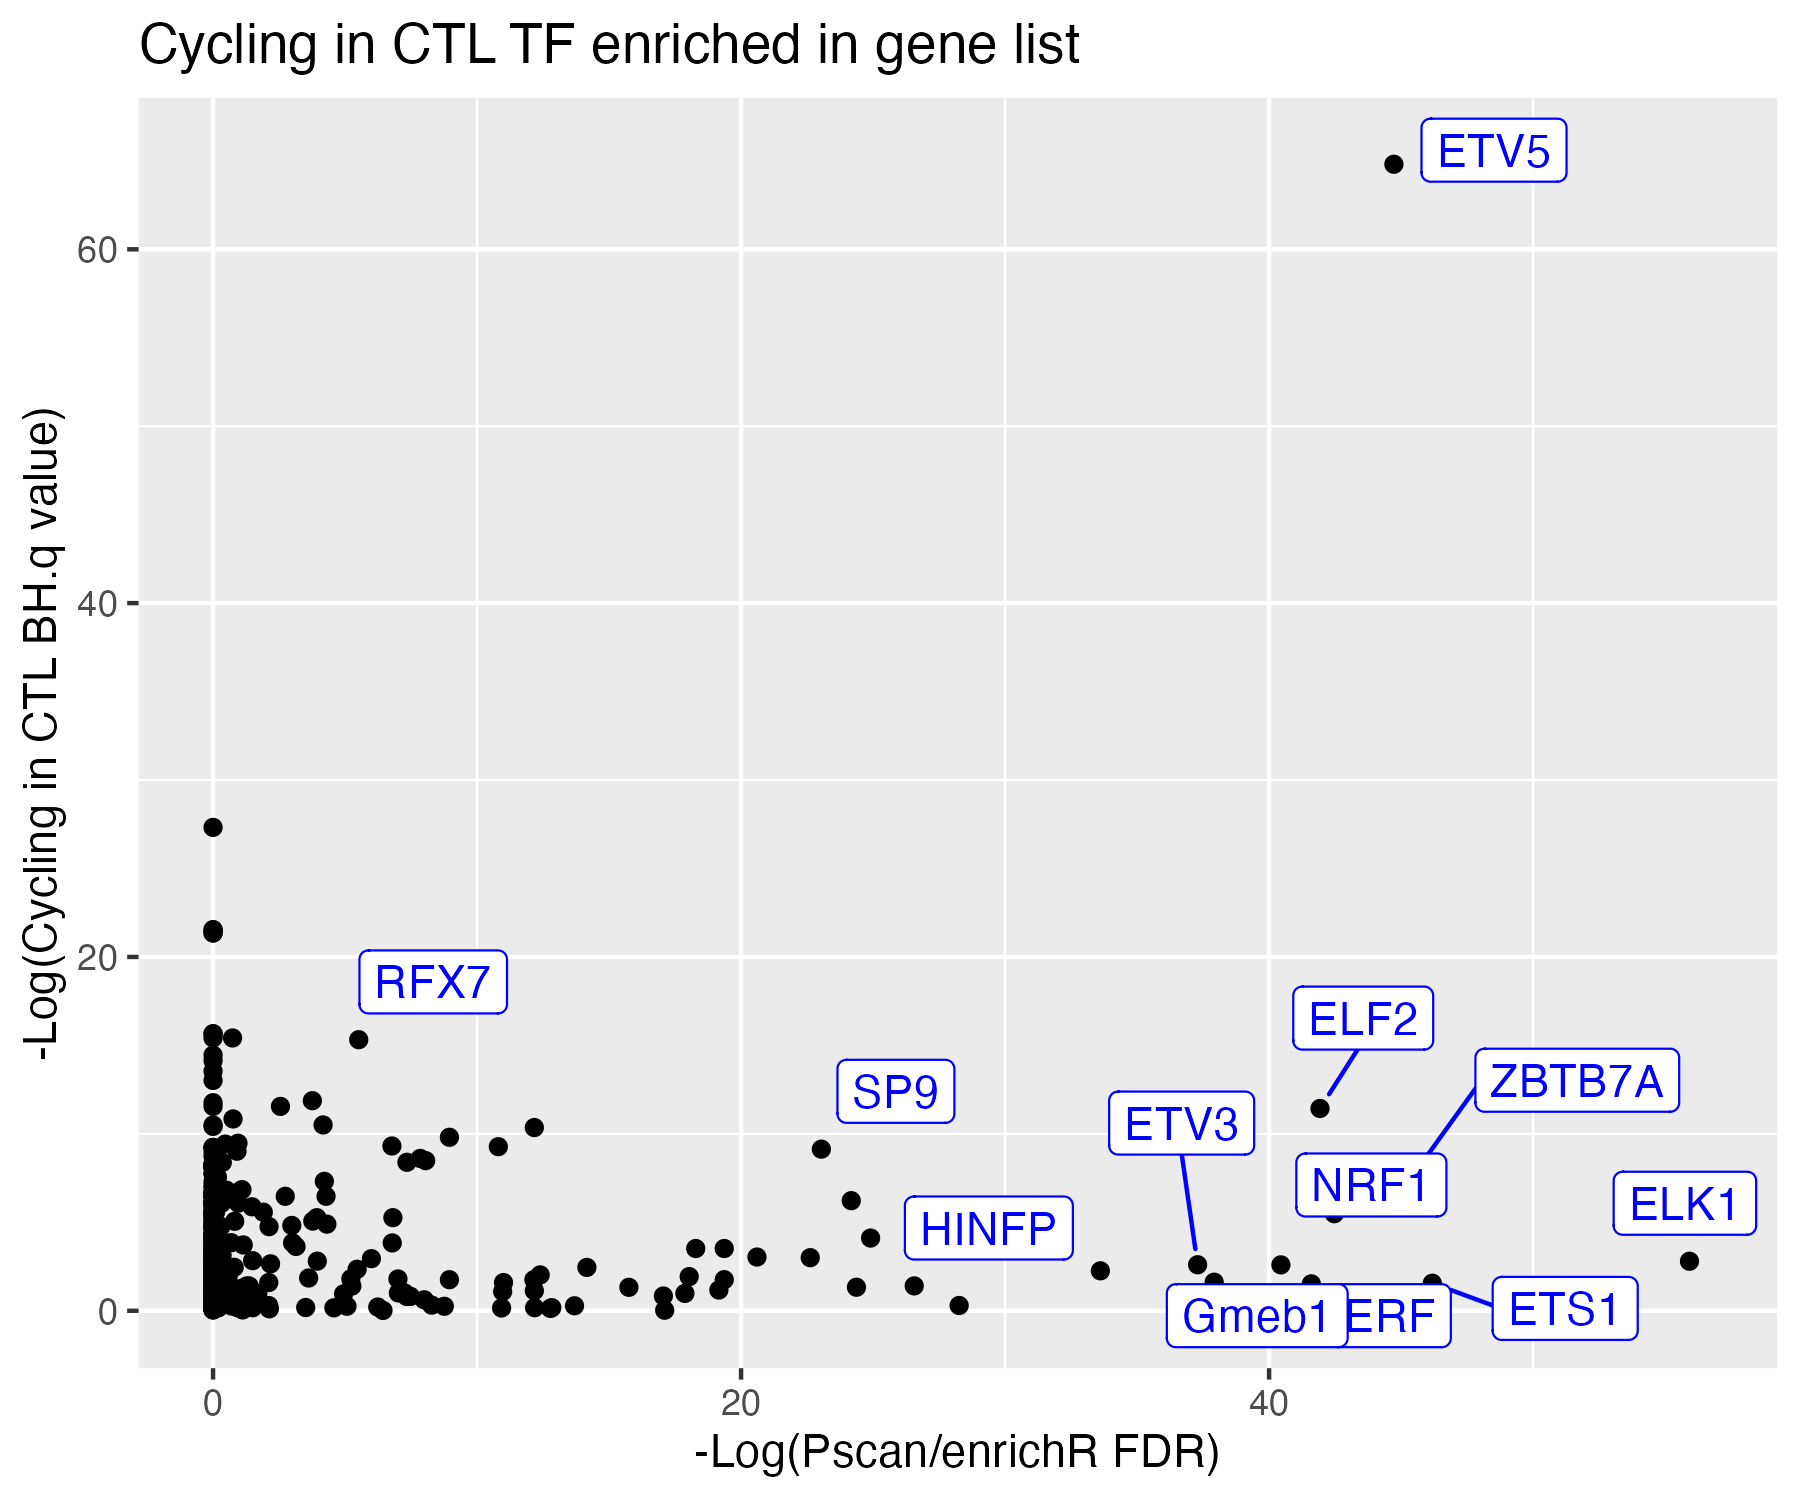 Cycling in CTL TF enriched in gene list
-Log(Cycling in CTL BH.q value)
60
40
20
0
ETV5
RFX7
ELF2
ZBTB7A
SP9
ETV3
NRF1
ELK1
HINFP
ETS1
Gmeb1
ERF
0
20
40
-Log(Pscan/enrichR FDR)